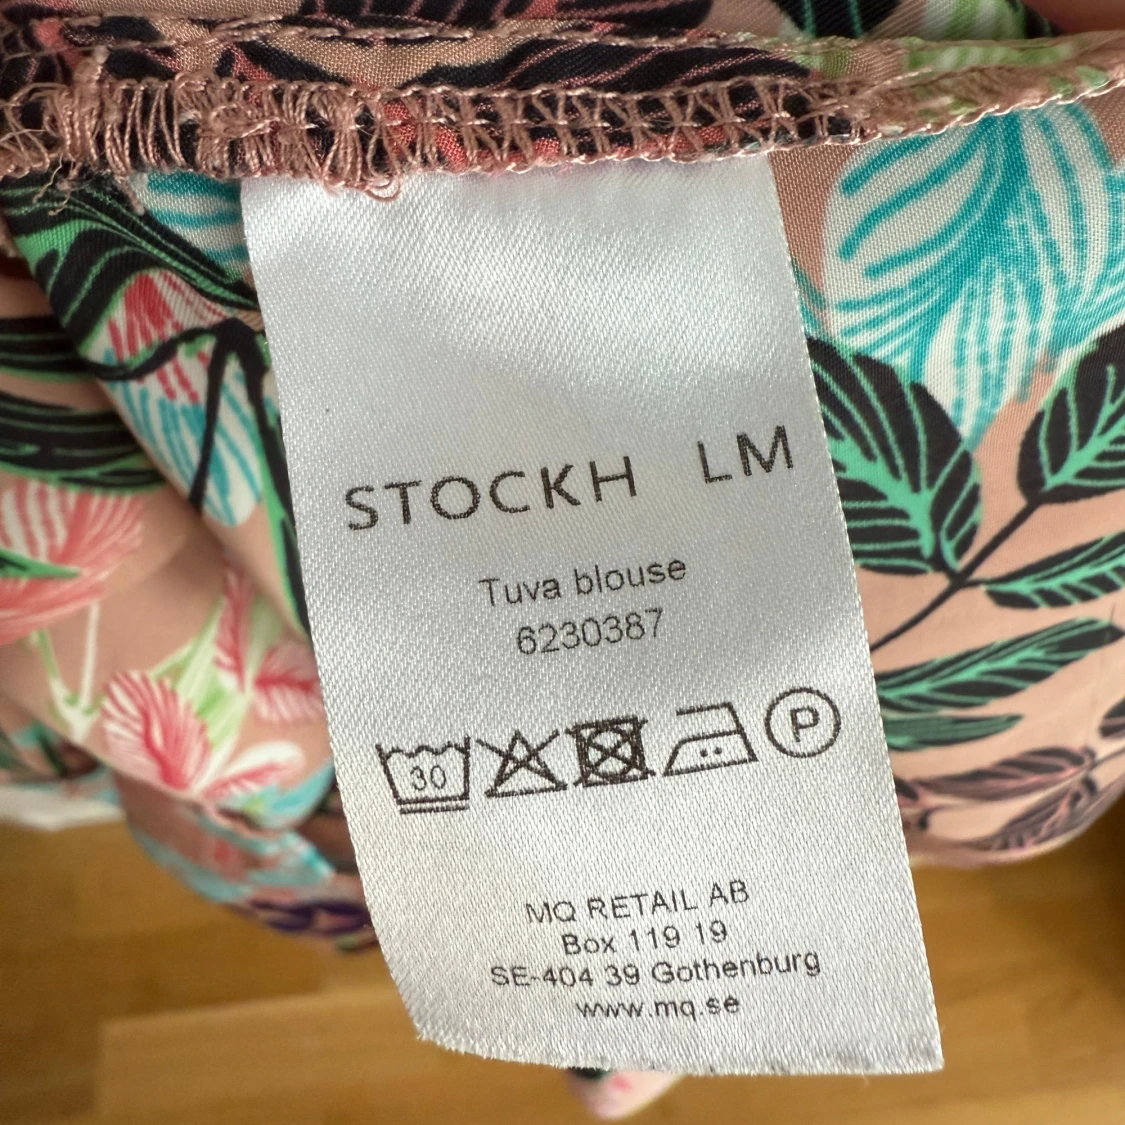 STOCKH LM
Tuva blouse
6230387
30 P
MQ RETAIL AB
Box 119 19
SE-404 39 Gothenburg
www.mq.se